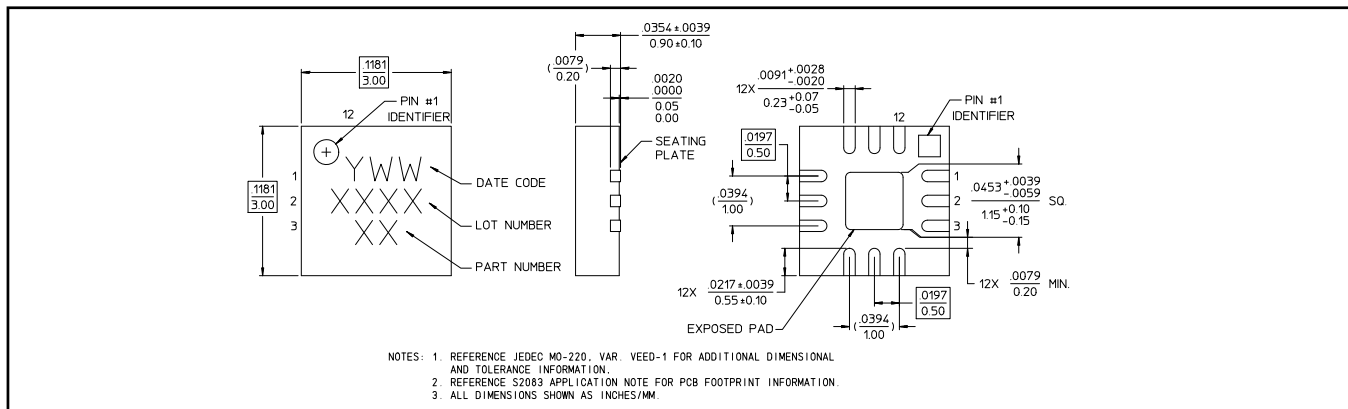 .0354±.0039
0.90±0.10
(.0079
0.20)
.0020
.0000
0.05
0.00
SEATING
PLATE
.1181
3.00
12
PIN #1
IDENTIFIER
.1181
3.00
1
2
3
YWW
XXXX
XX
DATE CODE
LOT NUMBER
PART NUMBER
12X .0091 +.0028
-.0020
0.23 +0.07
-0.05
12
PIN #1
IDENTIFIER
.0197
0.50
(.0394
1.00)
1
2
3
.0453 +.0039
-.0059 SQ.
1.15 +0.10
-0.15
12X .0217±.0039
0.55±0.10
12X .0079 MIN.
0.20
.0197
0.50
(.0394
1.00)
EXPOSED PAD
NOTES: 1. REFERENCE JEDEC MO-220, VAR. VEED-1 FOR ADDITIONAL DIMENSIONAL
AND TOLERANCE INFORMATION.
2. REFERENCE S2083 APPLICATION NOTE FOR PCB FOOTPRINT INFORMATION.
3. ALL DIMENSIONS SHOWN AS INCHES/MM.